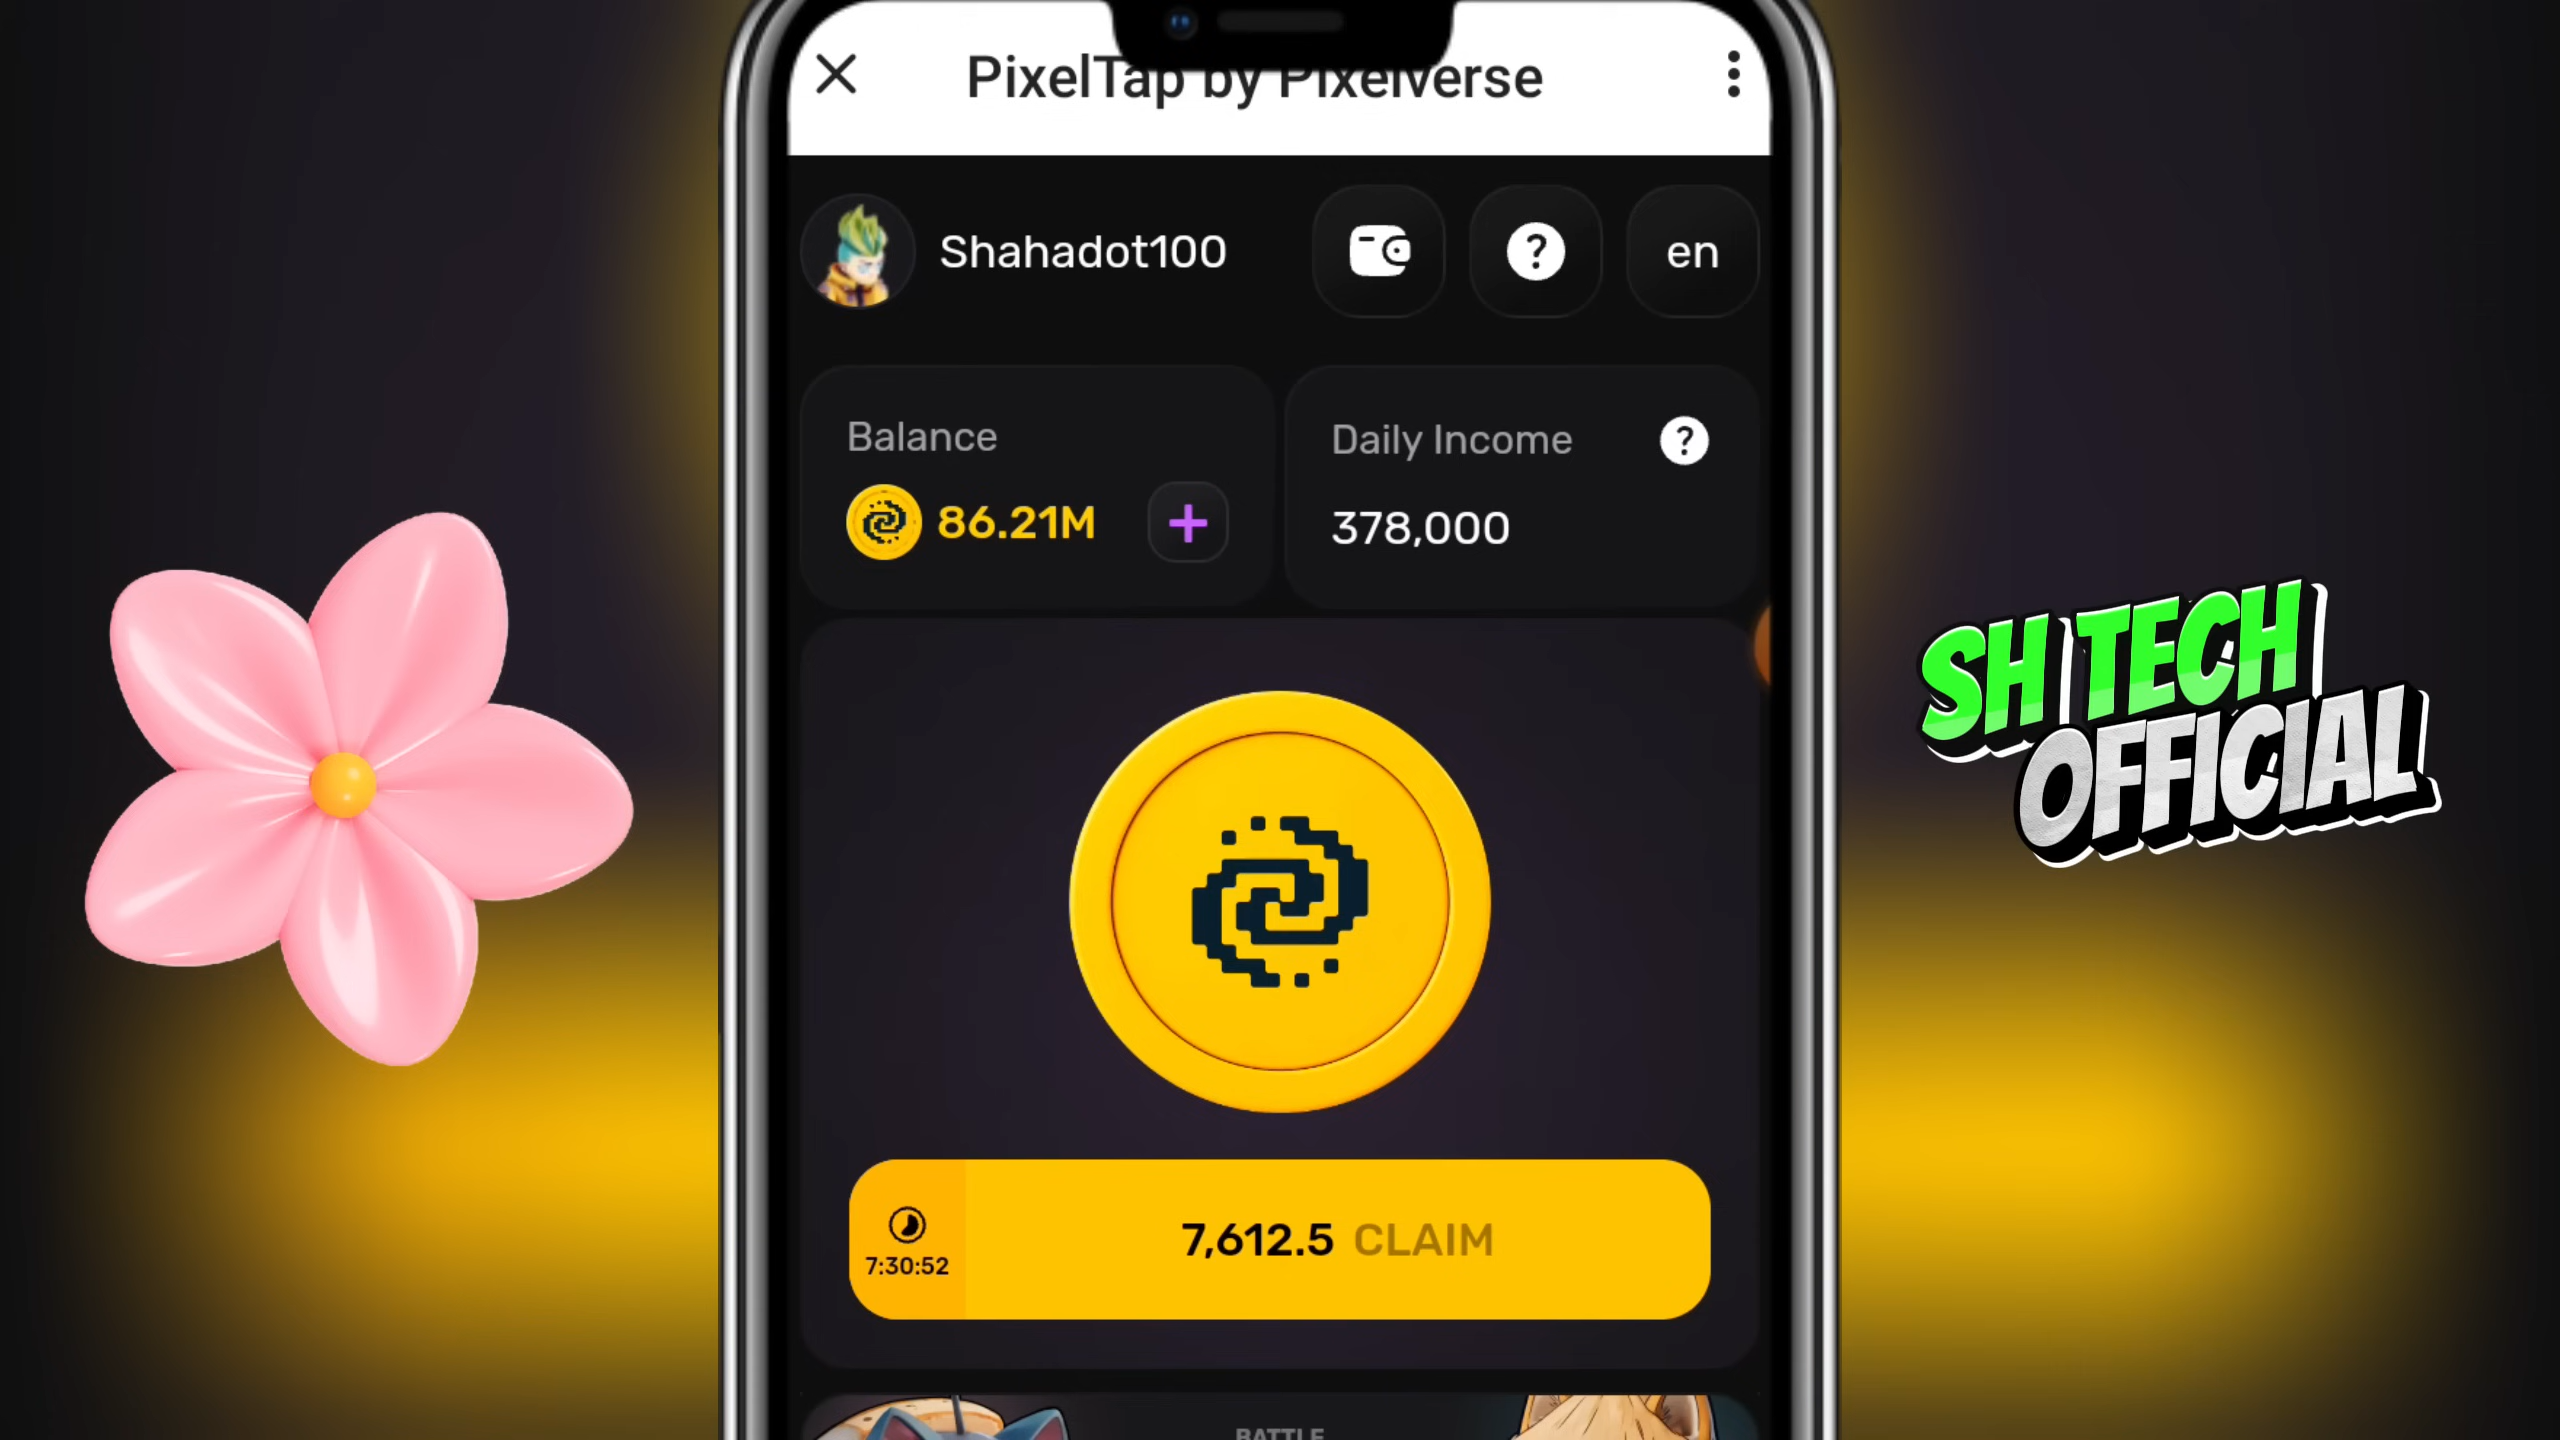 PixelTap by Pixelverse
Shahadot100
en
Balance
Daily Income
86.21M
378,000
SH TECH
OFFICIAL
7:30:52
7,612.5 CLAIM
BATTLE